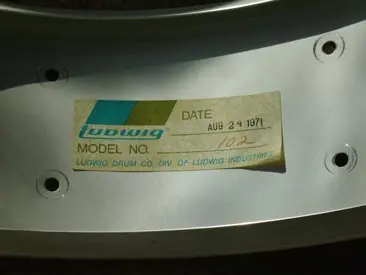 Ludwig
DATE AUG 24 1971
MODEL NO. 102
LUDWIG DRUM CO. DIV. OF LUDWIG INDUSTRIES